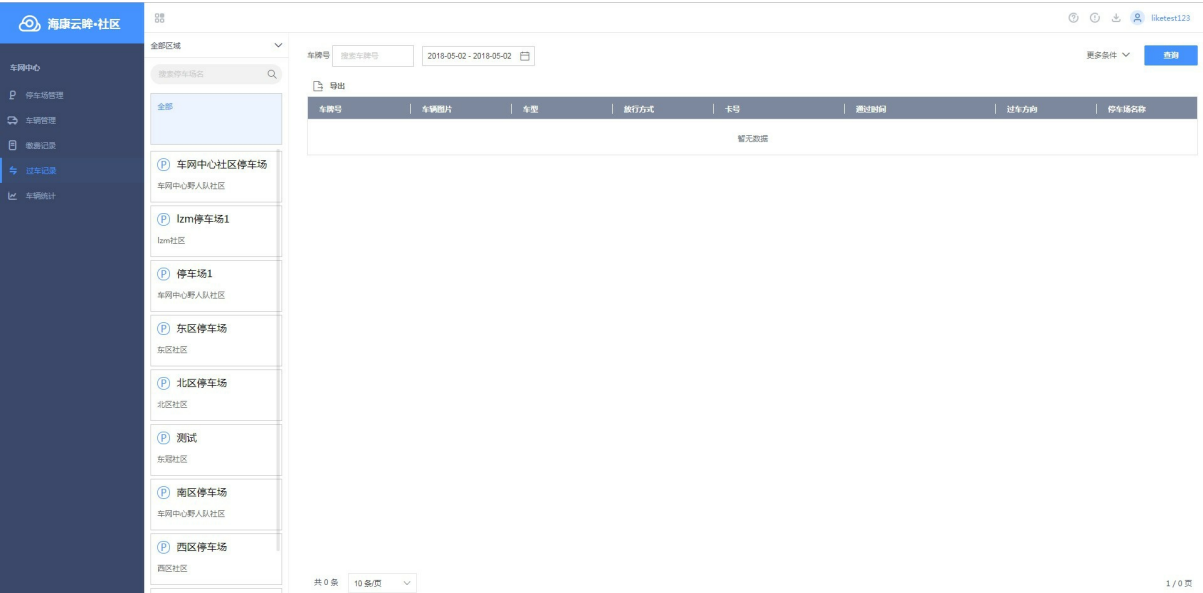 海康云眸·社区
liketest123
车网中心
停车场管理
车辆管理
缴费记录
过车记录
车辆统计
全部区域
搜索停车场名
全部
车网中心社区停车场
车网中心野人队社区
lzm停车场1
lzm社区
停车场1
车网中心野人队社区
东区停车场
东区社区
北区停车场
北区社区
测试
东冠社区
南区停车场
车网中心野人队社区
西区停车场
西区社区
车牌号 搜索车牌号 2018-05-02 - 2018-05-02 更多条件 查询
导出
车牌号 车辆图片 车型 放行方式 卡号 通过时间 过车方向 停车场名称
暂无数据
共 0 条 10 条/页 1 / 0 页